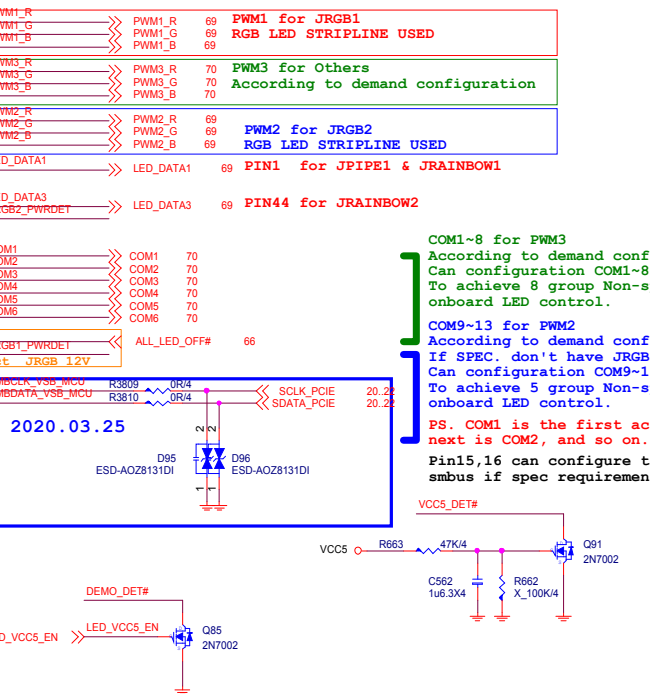 PWM1_R 69 PWM1 for JRGB1
PWM1_G 69 RGB LED STRIPLINE USED
PWM1_B 69
PWM3_R 70 PWM3 for Others
PWM3_G 70 According to demand configuration
PWM3_B 70
PWM2_R 69
PWM2_G 69 PWM2 for JRGB2
PWM2_B 69 RGB LED STRIPLINE USED
LED_DATA1 69 PIN1 for JPIPE1 & JRAINBOW1
LED_DATA3 69 PIN44 for JRAINBOW2
COM1 70
COM2 70
COM3 70
COM4 70
COM5 70
COM6 70
ALL_LED_OFF# 66
JRGB 12V
COM1~8 for PWM3
According to demand conf
Can configuration COM1~8
To achieve 8 group Non-s
onboard LED control.
COM9~13 for PWM2
According to demand conf
If SPEC. don't have JRGB
Can configuration COM9~1
To achieve 5 group Non-s
onboard LED control.
PS. COM1 is the first ac
next is COM2, and so on.
Pin15,16 can configure t
smbus if spec requiremen
MBCLK_VSB_MCU R3809 0R/4 SCLK_PCIE 20..22
MBDATA_VSB_MCU R3810 0R/4 SDATA_PCIE 20..22
2020.03.25
2 2
D95 D96
ESD-AOZ8131DI ESD-AOZ8131DI
1 1
VCC5_DET#
VCC5 R663 47K/4 Q91
2N7002
C562 R662
1u6.3X4 X_100K/4
DEMO_DET#
D_VCC5_EN LED_VCC5_EN Q85
2N7002